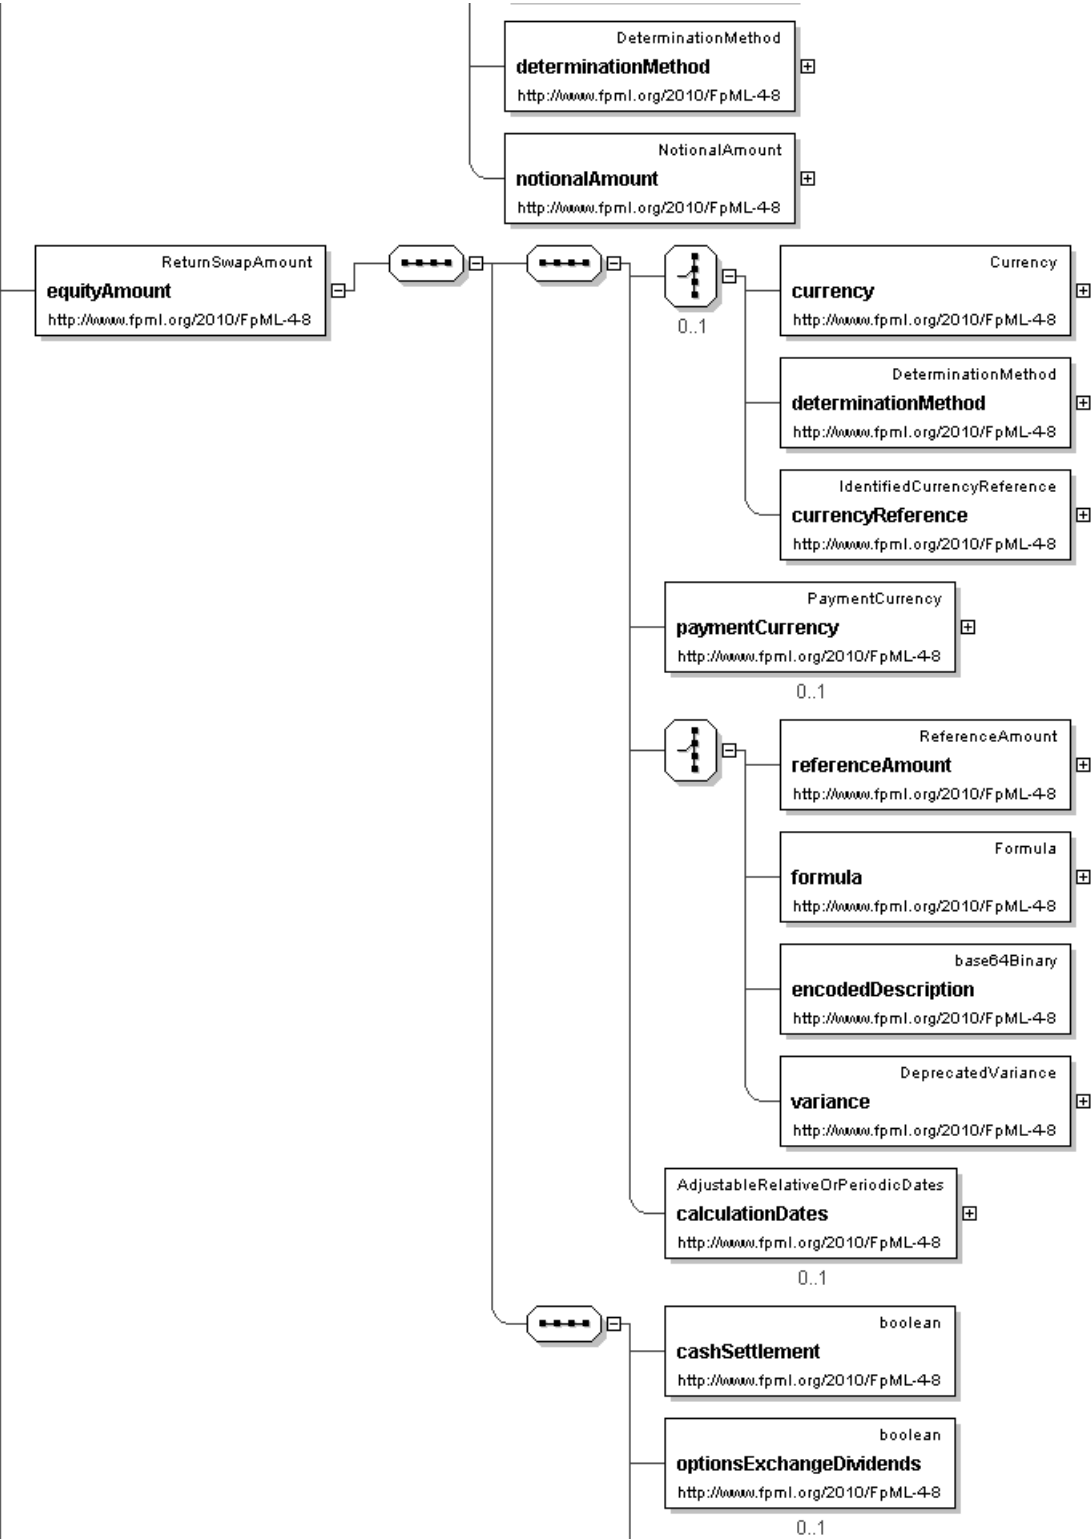 DeterminationMethod
determinationMethod
http://www.fpml.org/2010/FpML-4-8
NotionalAmount
notionalAmount
http://www.fpml.org/2010/FpML-4-8
ReturnSwapAmount
equityAmount
http://www.fpml.org/2010/FpML-4-8
0..1
Currency
currency
http://www.fpml.org/2010/FpML-4-8
DeterminationMethod
determinationMethod
http://www.fpml.org/2010/FpML-4-8
IdentifiedCurrencyReference
currencyReference
http://www.fpml.org/2010/FpML-4-8
PaymentCurrency
paymentCurrency
http://www.fpml.org/2010/FpML-4-8
0..1
ReferenceAmount
referenceAmount
http://www.fpml.org/2010/FpML-4-8
Formula
formula
http://www.fpml.org/2010/FpML-4-8
base64Binary
encodedDescription
http://www.fpml.org/2010/FpML-4-8
DeprecatedVariance
variance
http://www.fpml.org/2010/FpML-4-8
AdjustableRelativeOrPeriodicDates
calculationDates
http://www.fpml.org/2010/FpML-4-8
0..1
boolean
cashSettlement
http://www.fpml.org/2010/FpML-4-8
boolean
optionsExchangeDividends
http://www.fpml.org/2010/FpML-4-8
0..1